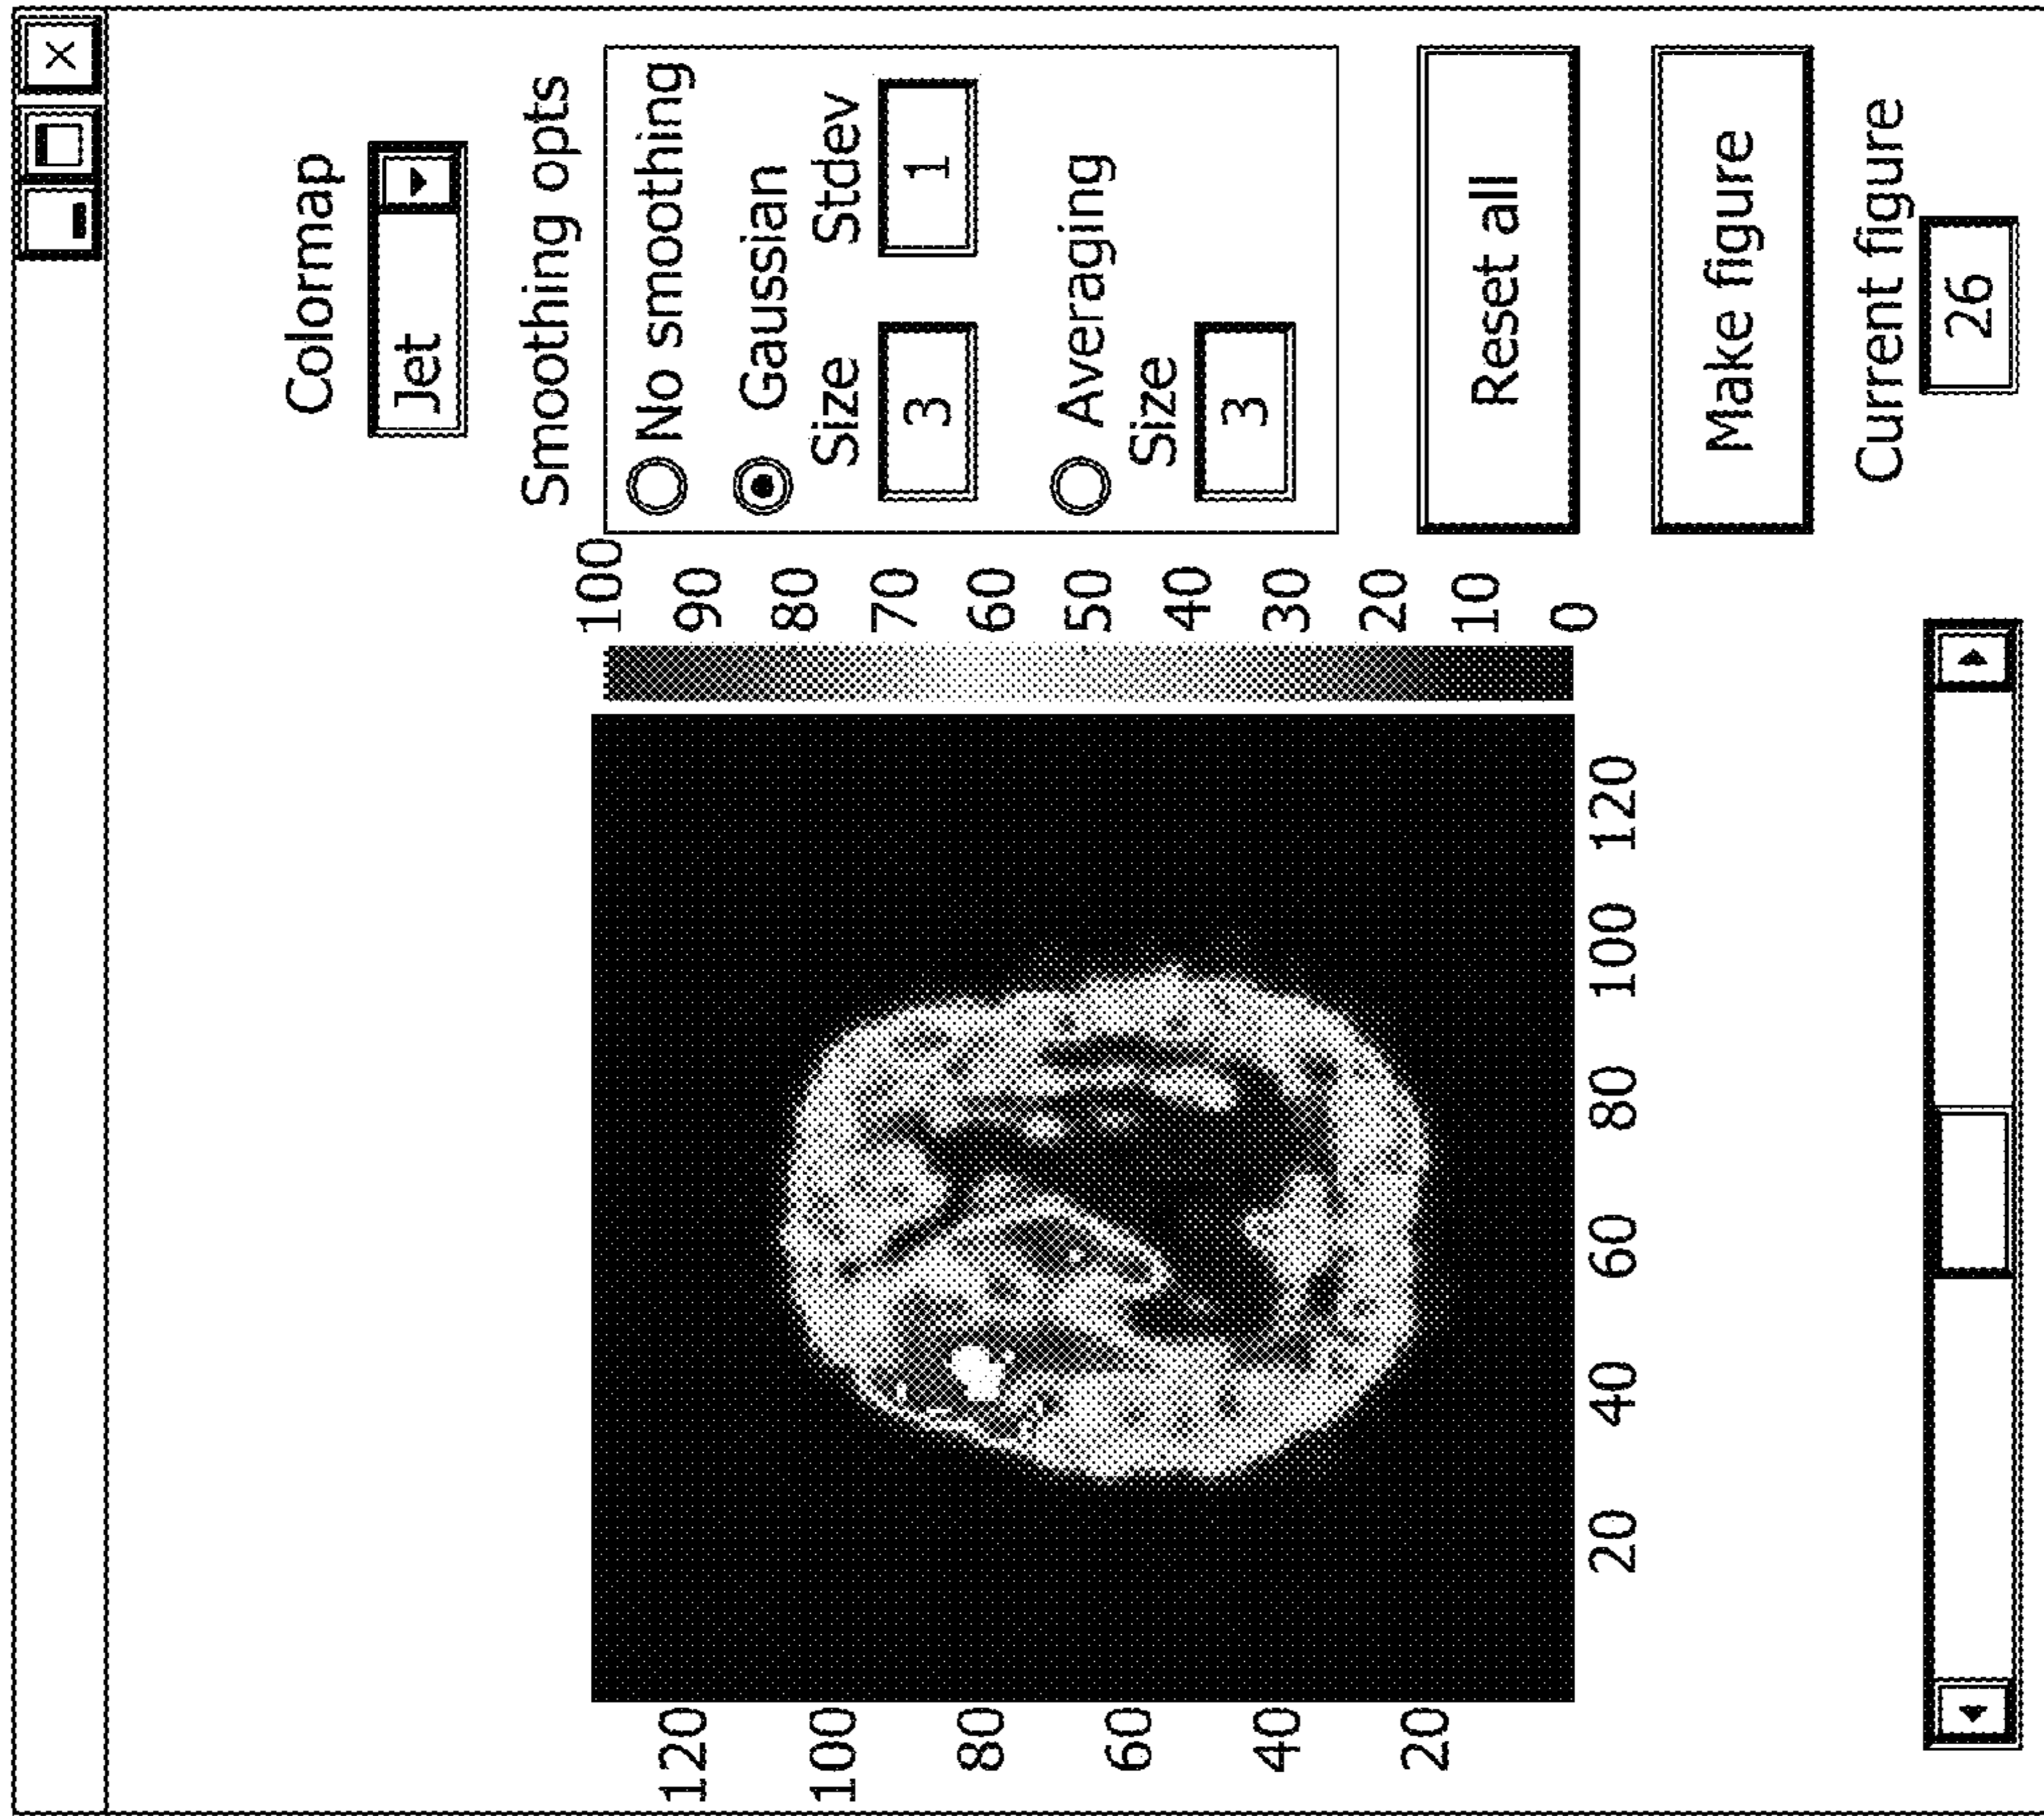 Colormap
Jet
Smoothing opts
No smoothing
Gaussian
Size Stdev
3 1
Averaging
Size
3
Reset all
Make figure
Current figure
26
100
90
80
70
60
50
40
30
20
10
0
120
100
80
60
40
20
20 40 60 80 100 120